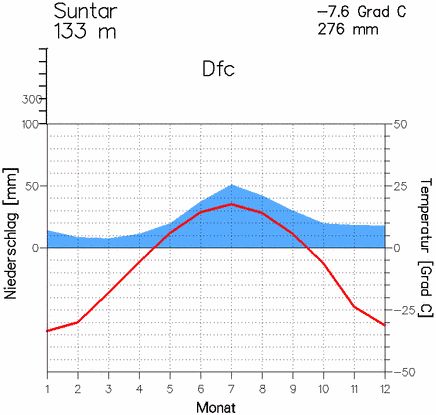 Suntar
133 m
−7.6 Grad C
276 mm
Dfc
300
100
50
0
Niederschlag [mm]
50
25
0
−25
−50
Temperatur [Grad C]
1 2 3 4 5 6 7 8 9 10 11 12
Monat